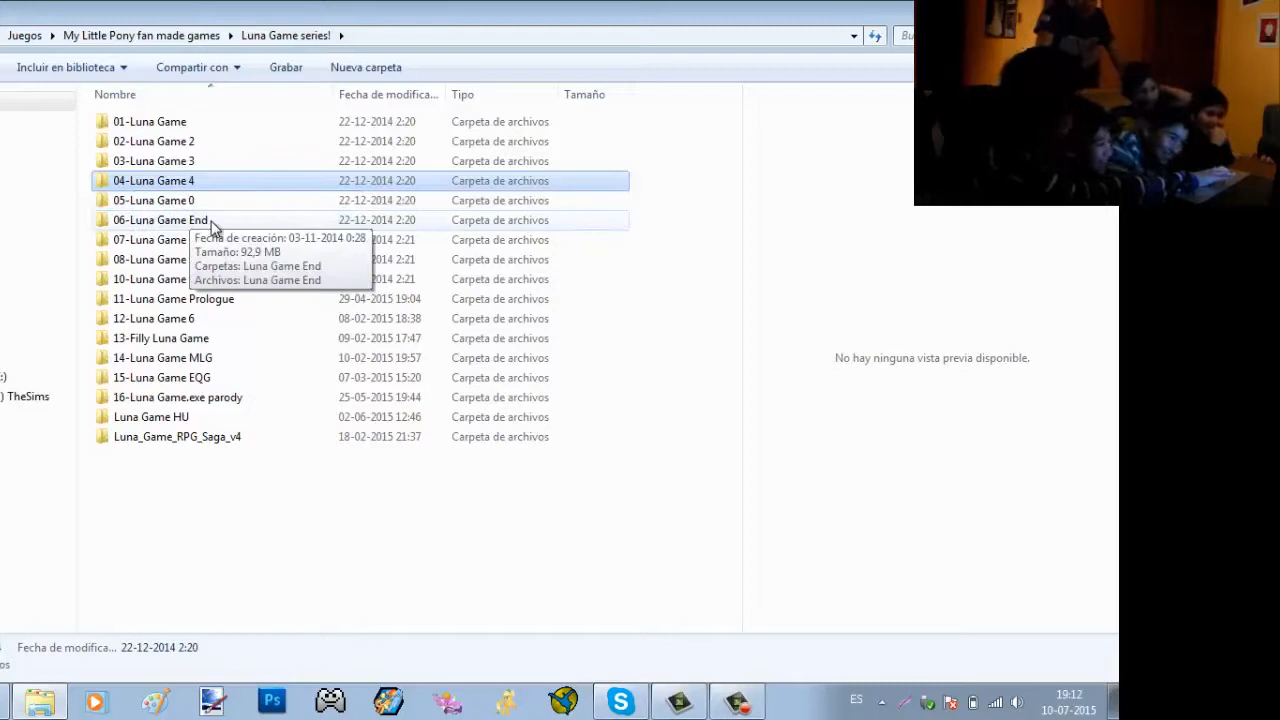 Juegos My Little Pony fan made games Luna Game series! Bu
Incluir en biblioteca Compartir con Grabar Nueva carpeta
Nombre Fecha de modifica... Tipo Tamaño
01-Luna Game 22-12-2014 2:20 Carpeta de archivos
02-Luna Game 2 22-12-2014 2:20 Carpeta de archivos
03-Luna Game 3 22-12-2014 2:20 Carpeta de archivos
04-Luna Game 4 22-12-2014 2:20 Carpeta de archivos
05-Luna Game 0 22-12-2014 2:20 Carpeta de archivos
06-Luna Game End 22-12-2014 2:20 Carpeta de archivos
Fecha de creación: 03-11-2014 0:28
Tamaño: 92,9 MB
Carpetas: Luna Game End
Archivos: Luna Game End
07-Luna Game 2-2014 2:21 Carpeta de archivos
08-Luna Game 2-2014 2:21 Carpeta de archivos
10-Luna Game 2-2014 2:21 Carpeta de archivos
11-Luna Game Prologue 29-04-2015 19:04 Carpeta de archivos
12-Luna Game 6 08-02-2015 18:38 Carpeta de archivos
13-Filly Luna Game 09-02-2015 17:47 Carpeta de archivos
14-Luna Game MLG 10-02-2015 19:57 Carpeta de archivos
15-Luna Game EQG 07-03-2015 15:20 Carpeta de archivos
16-Luna Game.exe parody 25-05-2015 19:44 Carpeta de archivos
Luna Game HU 02-06-2015 12:46 Carpeta de archivos
Luna_Game_RPG_Saga_v4 18-02-2015 21:37 Carpeta de archivos
No hay ninguna vista previa disponible.
:)
) TheSims
Fecha de modifica... 22-12-2014 2:20
os
Ps
S
ES
19:12
10-07-2015